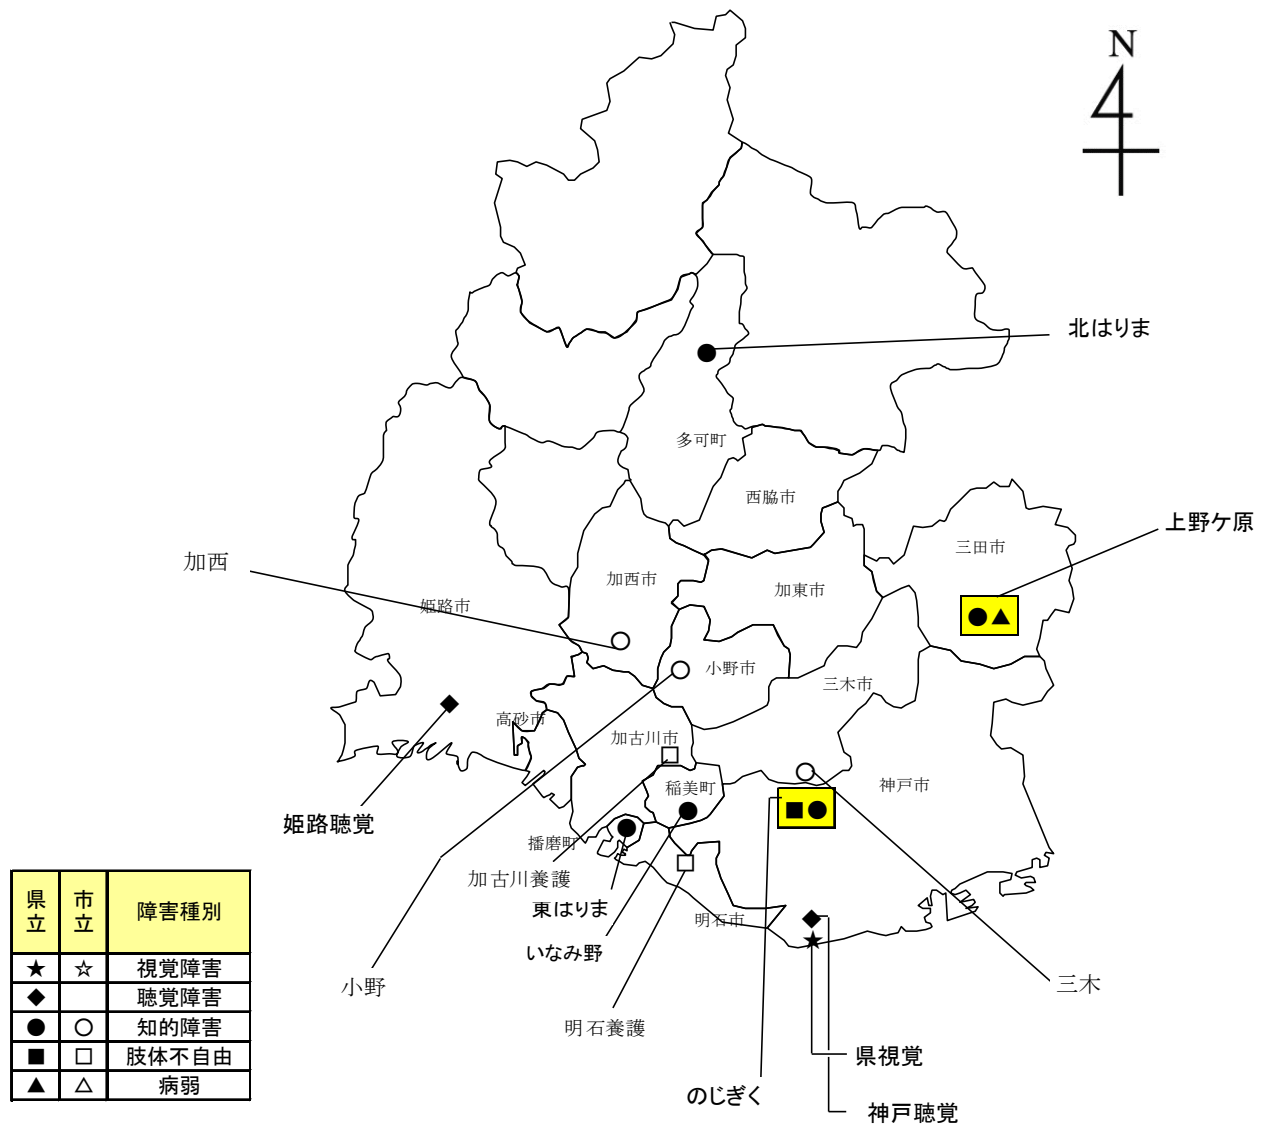 N
北はりま
多可町
西脇市
上野ケ原
三田市
加西
加西市
加東市
姫路市
小野市
三木市
高砂市
加古川市
稲美町
神戸市
姫路聴覚
播磨町
加古川養護
東はりま
明石市
いなみ野
小野
三木
明石養護
県視覚
のじぎく
神戸聴覚
県立 市立 障害種別
★ ☆ 視覚障害
◆ 聴覚障害
● ○ 知的障害
■ □ 肢体不自由
▲ △ 病弱